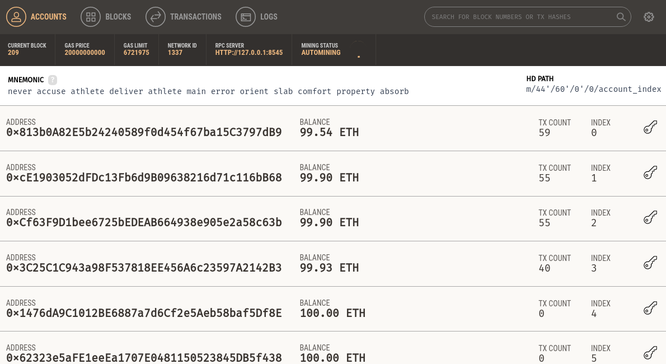 ACCOUNTS BLOCKS TRANSACTIONS LOGS SEARCH FOR BLOCK NUMBERS OR TX HASHES
CURRENT BLOCK GAS PRICE GAS LIMIT NETWORK ID RPC SERVER MINING STATUS
209 20000000000 6721975 1337 HTTP://127.0.0.1:8545 AUTOMINING
MNEMONIC ? HD PATH
never accuse athlete deliver athlete main error orient slab comfort property absorb m/44'/60'/0'/0/account_index
ADDRESS BALANCE TX COUNT INDEX
0×813b0A82E5b24240589f0d454f67ba15C3797dB9 99.54 ETH 59 0
ADDRESS BALANCE TX COUNT INDEX
0×cE1903052dFDc13Fb6d9B09638216d71c116bB68 99.90 ETH 55 1
ADDRESS BALANCE TX COUNT INDEX
0×Cf63F9D1bee6725bEDEAB664938e905e2a58c63b 99.90 ETH 55 2
ADDRESS BALANCE TX COUNT INDEX
0×3C25C1C943a98F537818EE456A6c23597A2142B3 99.93 ETH 40 3
ADDRESS BALANCE TX COUNT INDEX
0×1476dA9C1012BE6887a7d6Cf2e5Aeb58baf5Df8E 100.00 ETH 0 4
ADDRESS BALANCE TX COUNT INDEX
0×62323e5aFE1eeEa1707E0481150523845DB5f438 100.00 ETH 0 5